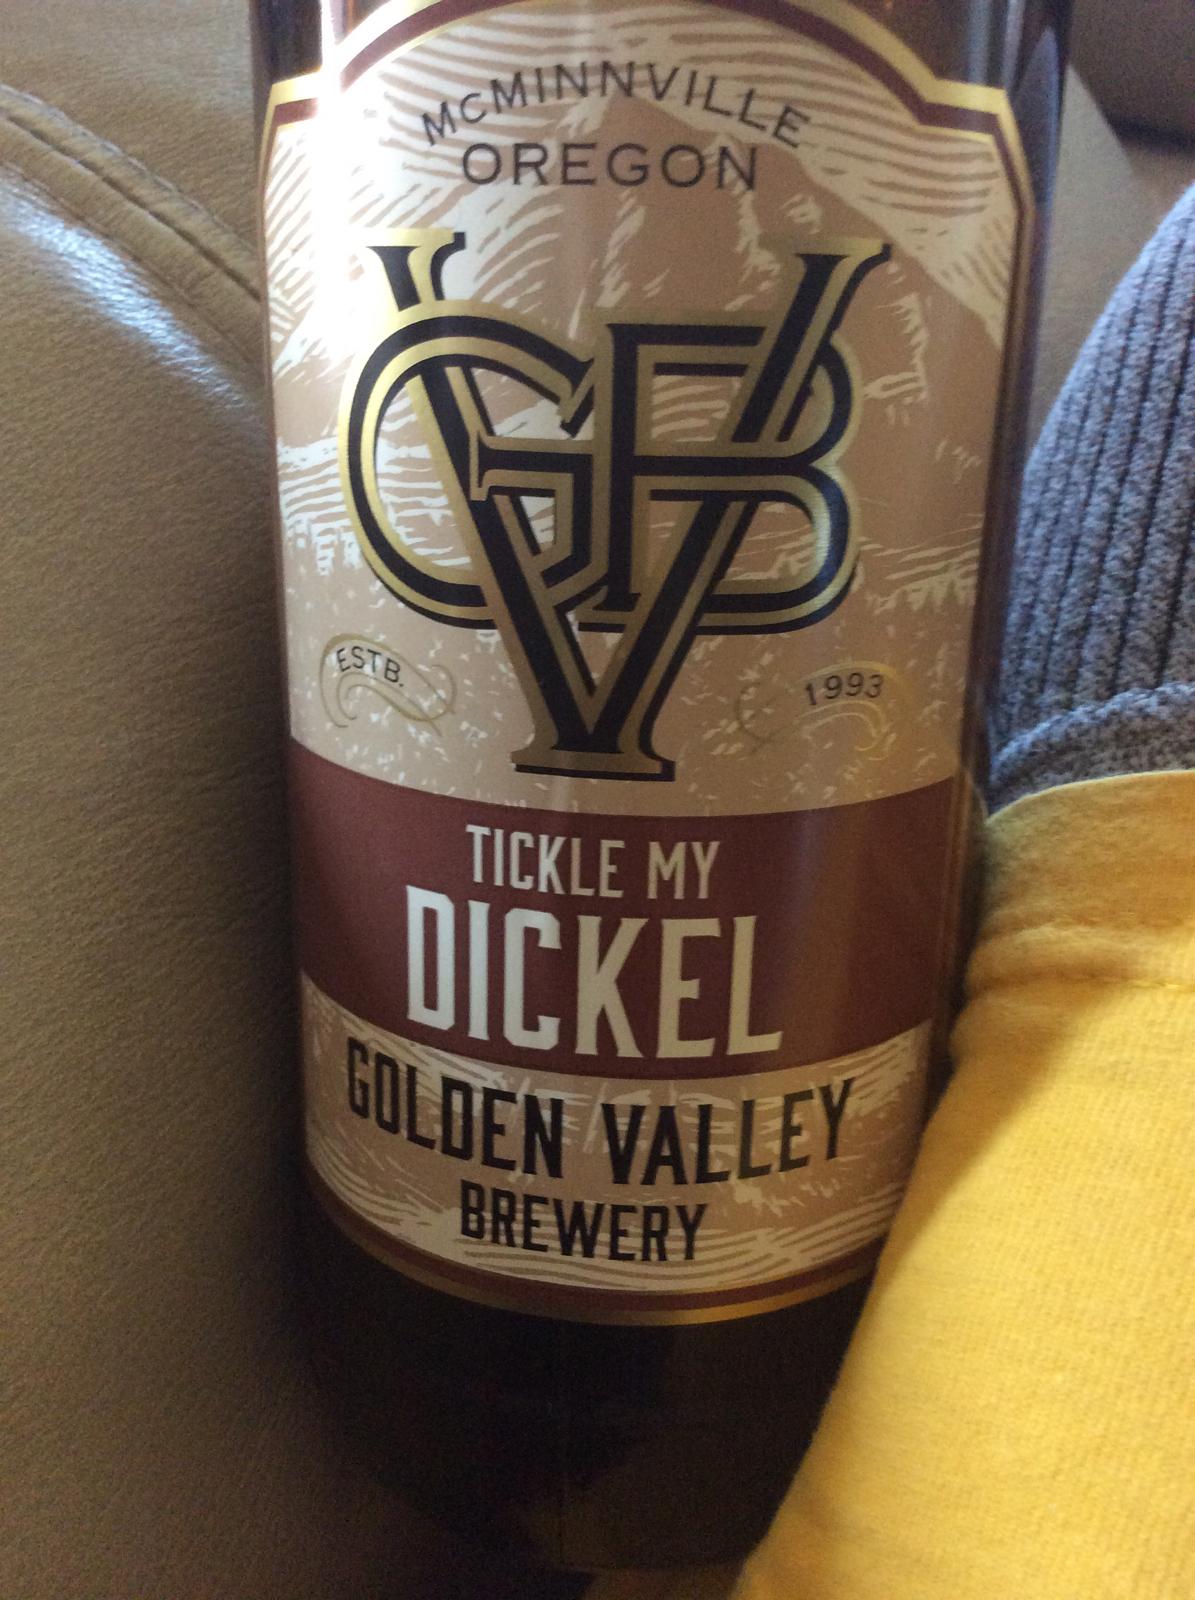 McMINNVILLE
OREGON
GVB
ESTB. 1993
TICKLE MY
DICKEL
GOLDEN VALLEY
BREWERY